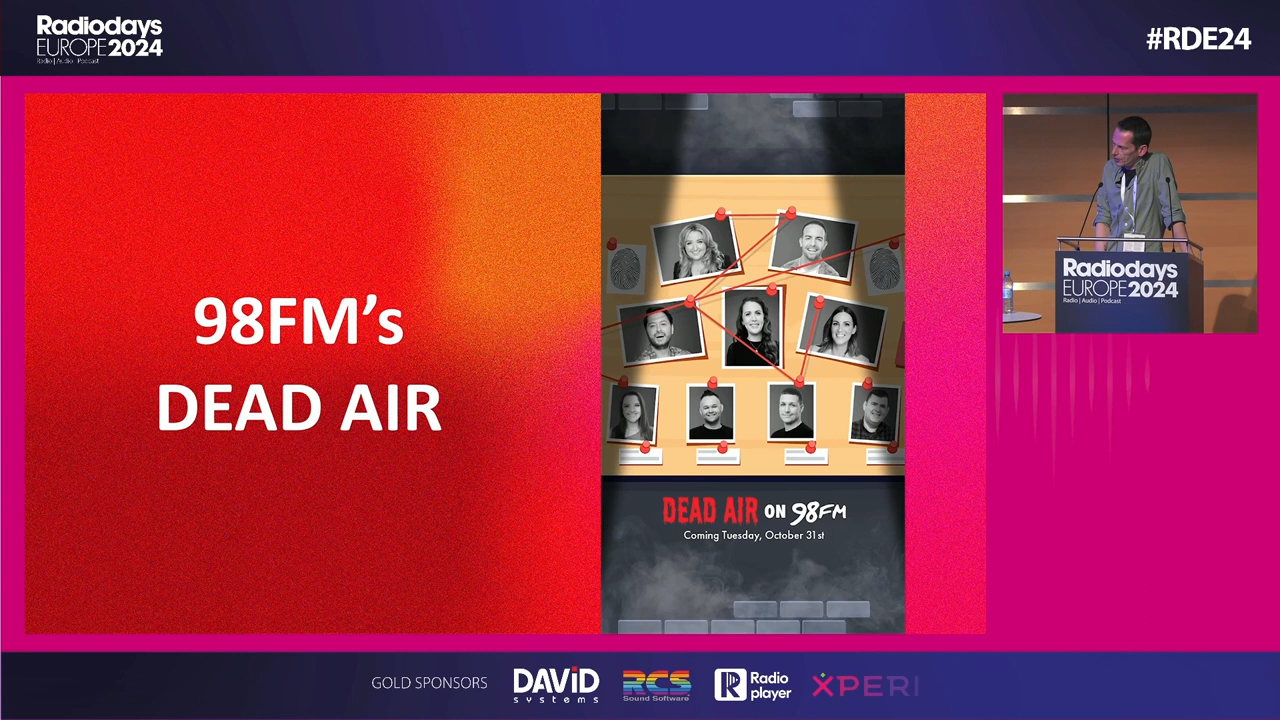 Radiodays
EUROPE 2024
Radio | Audio | Podcast
#RDE24
98FM's
DEAD AIR
DEAD AIR ON 98FM
Coming Tuesday, October 31st
Radiodays
EUROPE 2024
Radio | Audio | Podcast
GOLD SPONSORS
DAViD
systems
RCS
Sound Software
Radio
player
XPERI